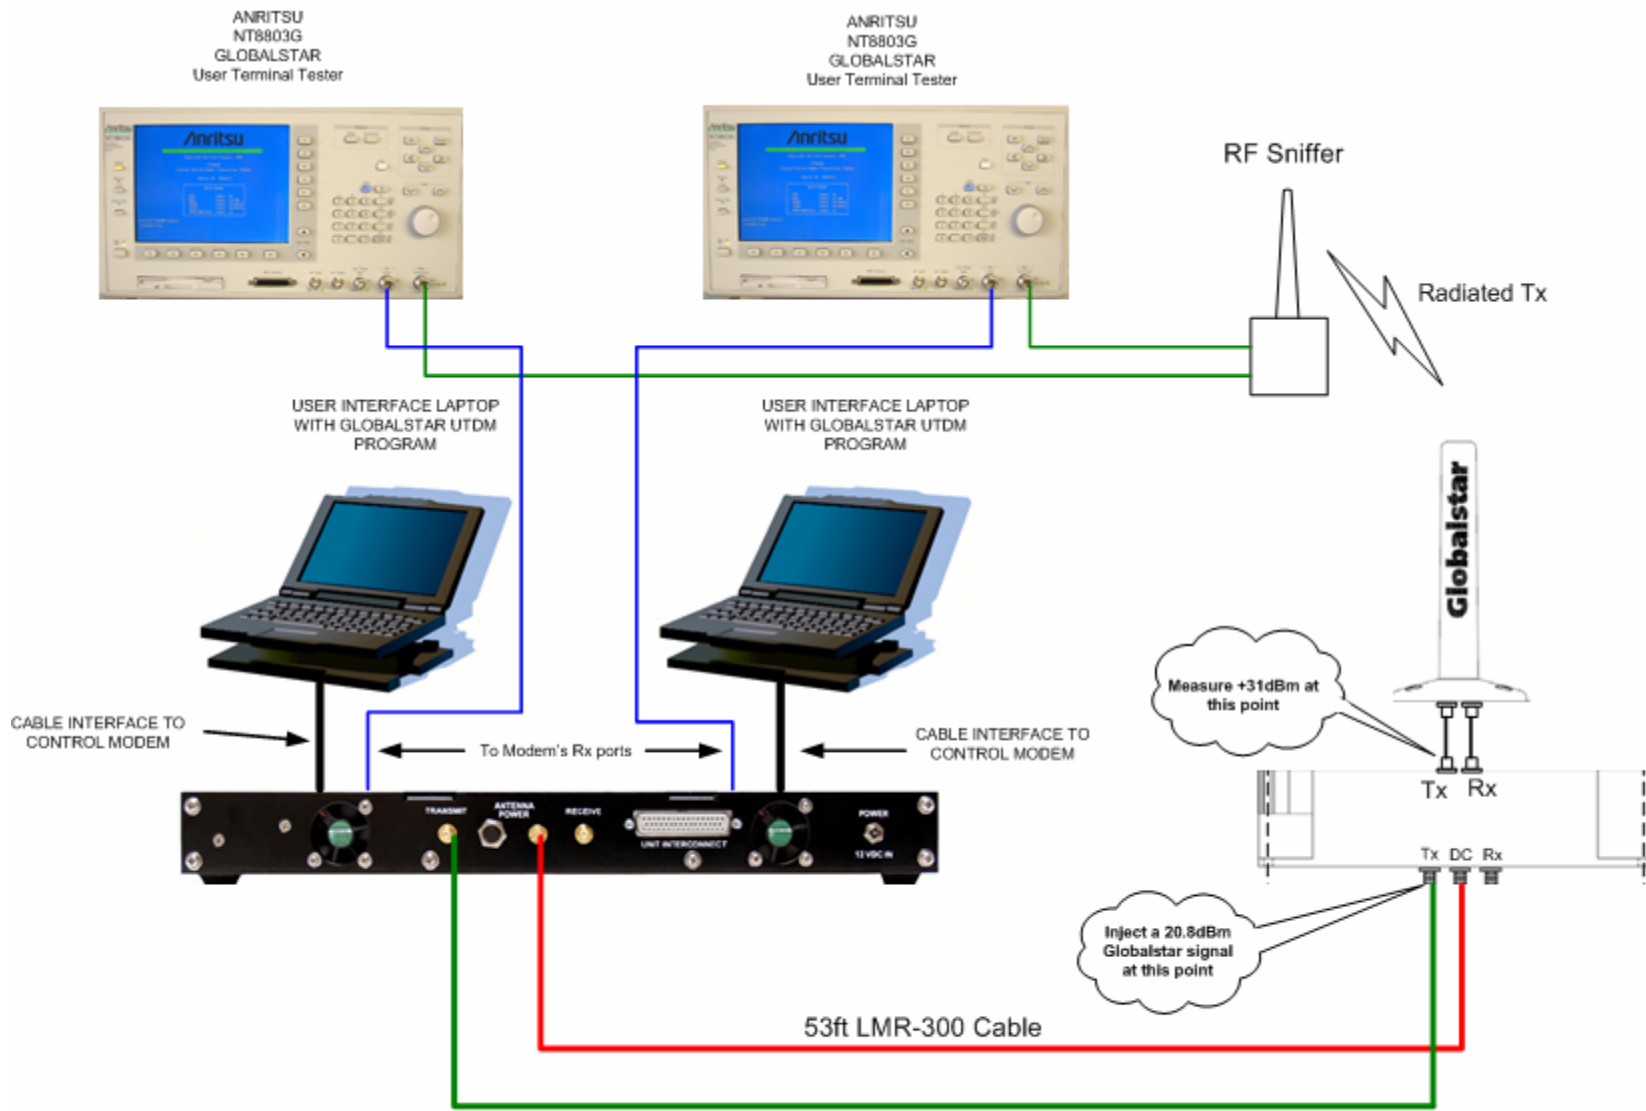 ANRITSU
NT8803G
GLOBALSTAR
User Terminal Tester
ANRITSU
NT8803G
GLOBALSTAR
User Terminal Tester
Anritsu
Anritsu
Anritsu
Anritsu
RF Sniffer
Radiated Tx
USER INTERFACE LAPTOP
WITH GLOBALSTAR UTDM
PROGRAM
USER INTERFACE LAPTOP
WITH GLOBALSTAR UTDM
PROGRAM
Globalstar
Measure +31dBm at
this point
CABLE INTERFACE TO
CONTROL MODEM
To Modem's Rx ports
CABLE INTERFACE TO
CONTROL MODEM
Tx Rx
TRANSMIT
ANTENNA
POWER
RECEIVE
UNIT INTERCONNECT
POWER
12 VDC IN
Tx DC Rx
Inject a 20.8dBm
Globalstar signal
at this point
53ft LMR-300 Cable